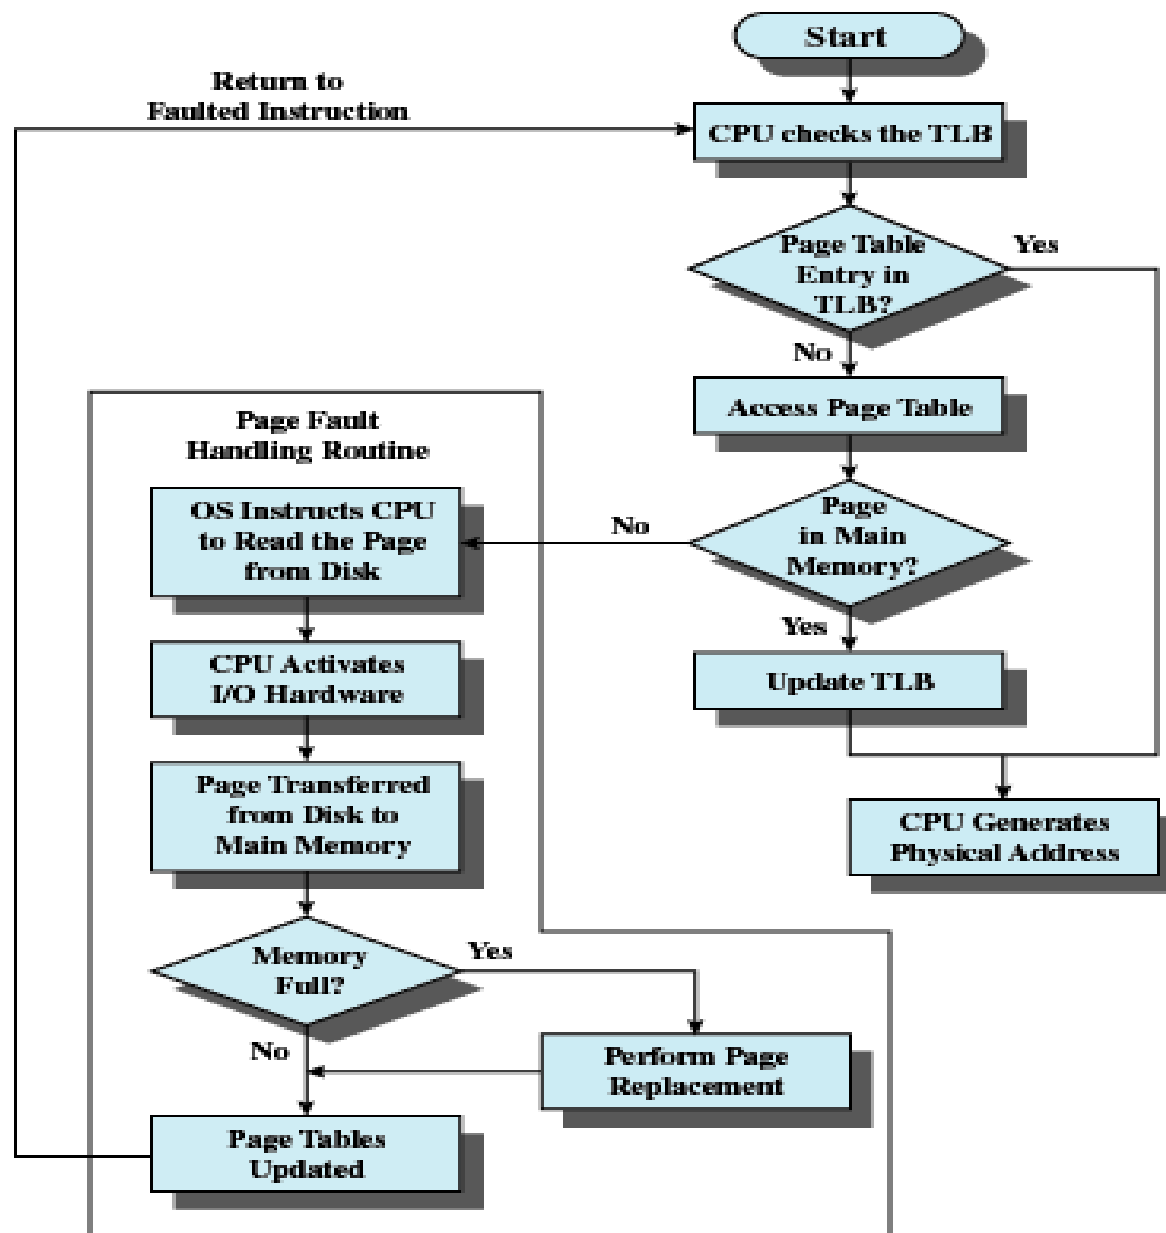 Start
Return to
Faulted Instruction
CPU checks the TLB
Page Table
Entry in
TLB?
Yes
No
Access Page Table
Page Fault
Handling Routine
OS Instructs CPU
to Read the Page
from Disk
No
Page
in Main
Memory?
Yes
CPU Activates
I/O Hardware
Update TLB
Page Transferred
from Disk to
Main Memory
CPU Generates
Physical Address
Memory
Full?
Yes
No
Perform Page
Replacement
Page Tables
Updated